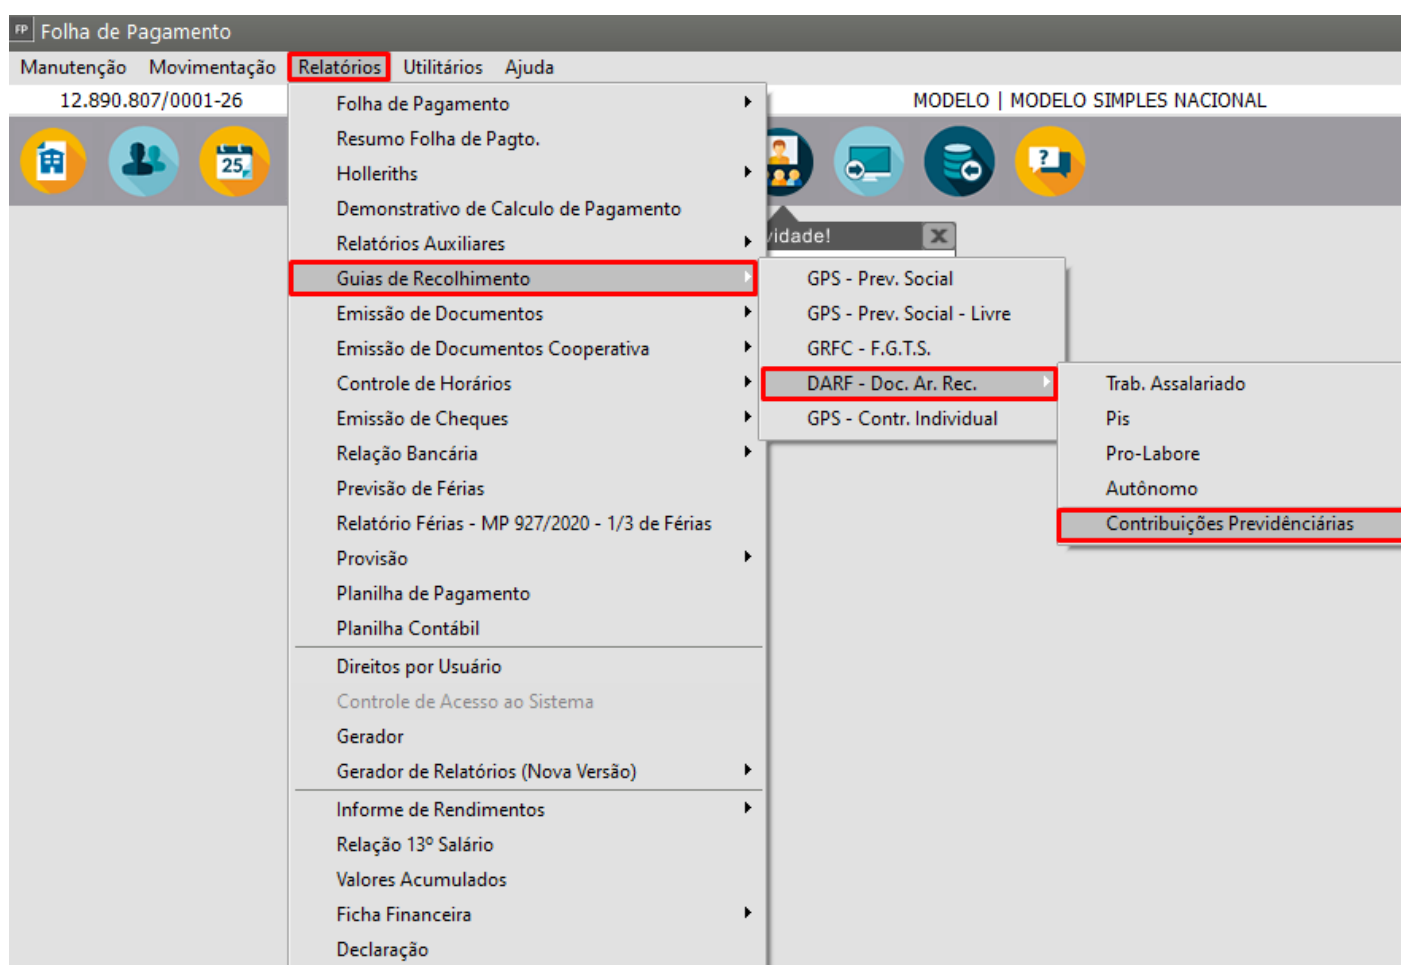 FP Folha de Pagamento
Manutenção Movimentação Relatórios Utilitários Ajuda
12.890.807/0001-26 MODELO | MODELO SIMPLES NACIONAL
25
?
Folha de Pagamento
Resumo Folha de Pagto.
Holleriths
Demonstrativo de Calculo de Pagamento
Relatórios Auxiliares
Guias de Recolhimento
Emissão de Documentos
Emissão de Documentos Cooperativa
Controle de Horários
Emissão de Cheques
Relação Bancária
Previsão de Férias
Relatório Férias - MP 927/2020 - 1/3 de Férias
Provisão
Planilha de Pagamento
Planilha Contábil
Direitos por Usuário
Controle de Acesso ao Sistema
Gerador
Gerador de Relatórios (Nova Versão)
Informe de Rendimentos
Relação 13º Salário
Valores Acumulados
Ficha Financeira
Declaração
vidade! X
GPS - Prev. Social
GPS - Prev. Social - Livre
GRFC - F.G.T.S.
DARF - Doc. Ar. Rec.
GPS - Contr. Individual
Trab. Assalariado
Pis
Pro-Labore
Autônomo
Contribuições Previdênciárias